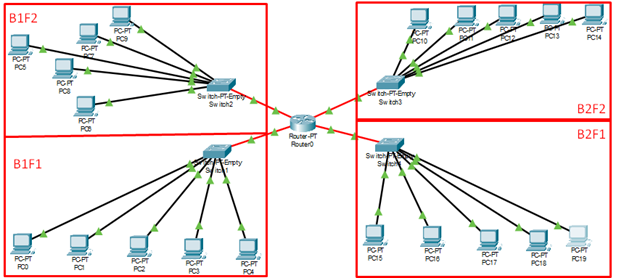 B1F2
PC-PT
PC9
PC-PT
PC7
PC-PT
PC5
PC-PT
PC8
PC-PT
PC6
Switch-PT-Empty
Switch2
PC-PT
PC10
PC-PT
PC11
PC-PT
PC12
PC-PT
PC13
PC-PT
PC14
Switch-PT-Empty
Switch3
B2F2
Router-PT
Router0
B1F1
Switch-PT-Empty
Switch1
PC-PT
PC0
PC-PT
PC1
PC-PT
PC2
PC-PT
PC3
PC-PT
PC4
B2F1
Switch-PT-Empty
PC-PT
PC15
PC-PT
PC16
PC-PT
PC17
PC-PT
PC18
PC-PT
PC19